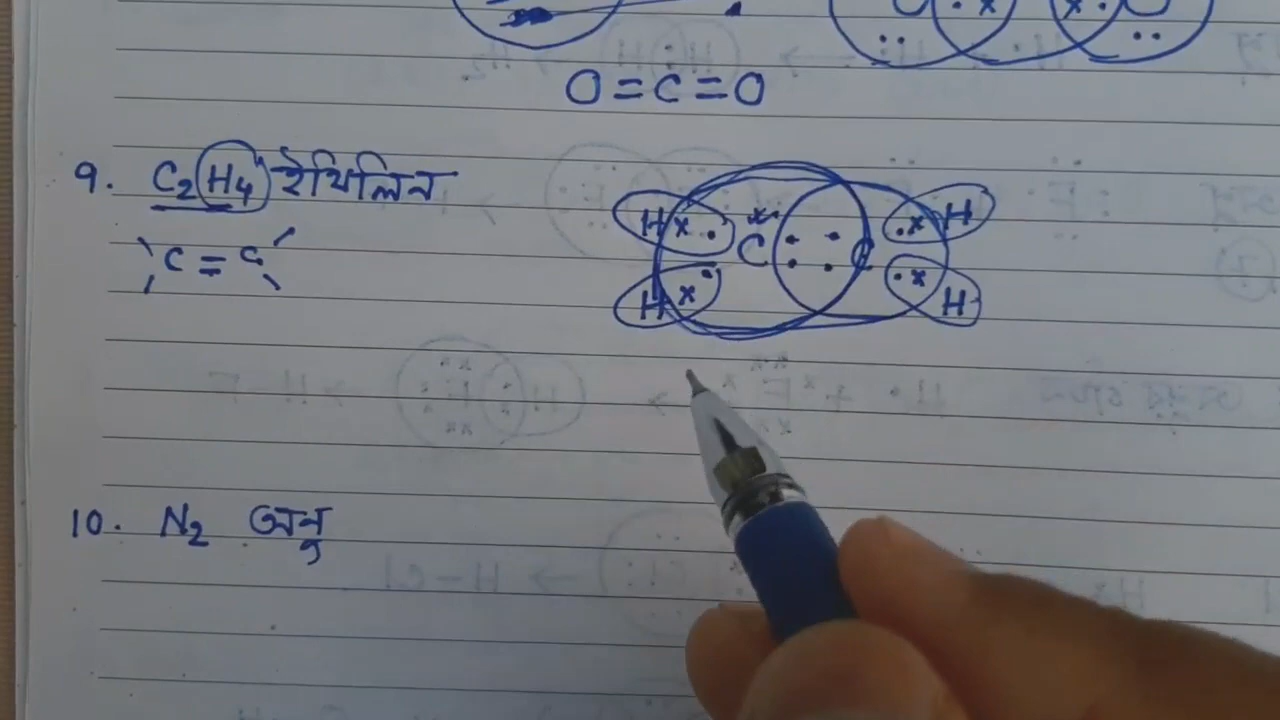 O = C = O
9. C₂H₄ ইথিলিন
C = C
H x . C . . C . x H
H x . . . . x H
10. N₂ অনু